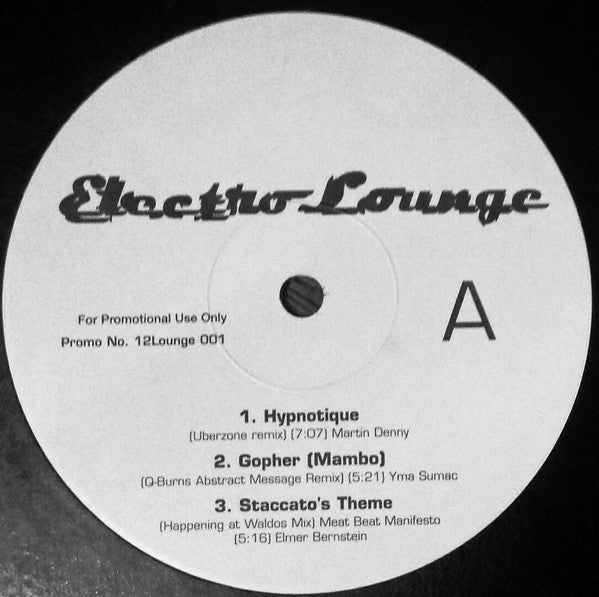 Electro Lounge
A
For Promotional Use Only
Promo No. 12Lounge 001
1. Hypnotique
(Uberzone remix) (7:07) Martin Denny
2. Gopher (Mambo)
(Q-Burns Abstract Message Remix) (5:21) Yma Sumac
3. Staccato's Theme
(Happening at Waldos Mix) Meat Beat Manifesto
(5:16) Elmer Bernstein